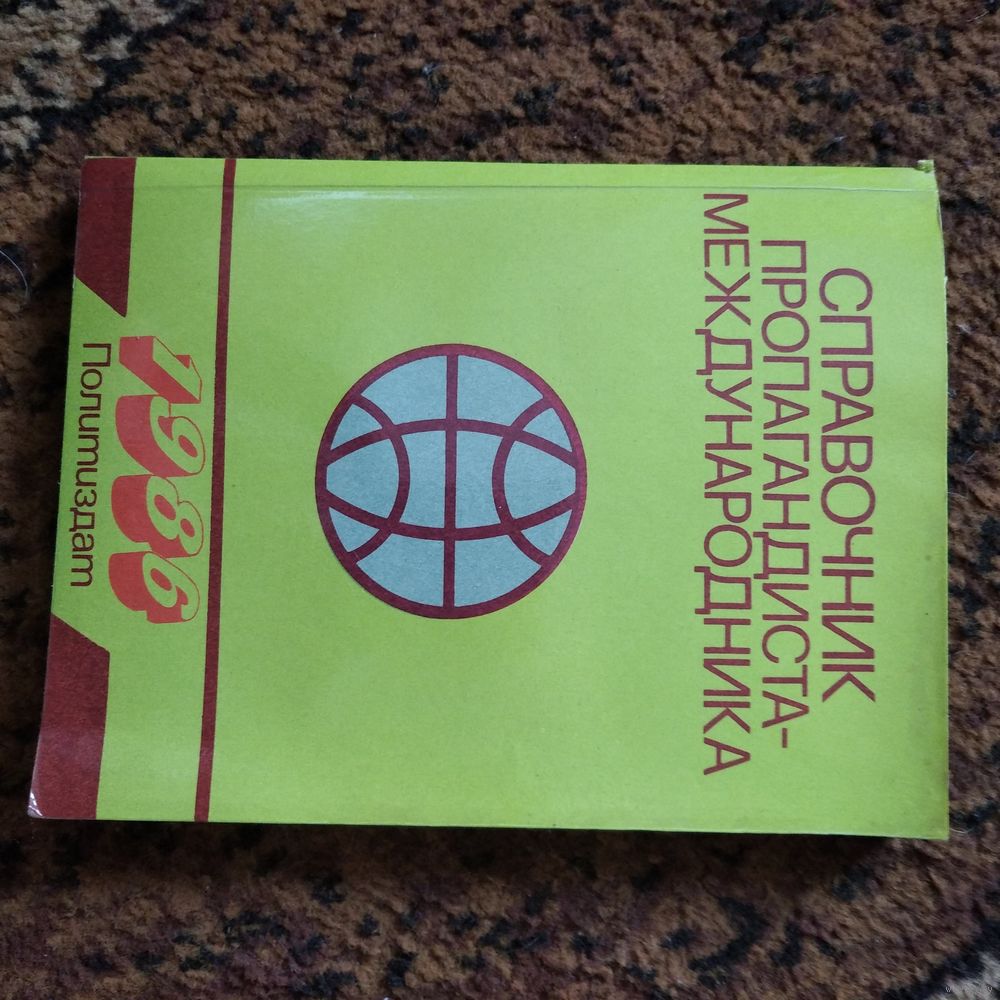 СПРАВОЧНИК
ПРОПАГАНДИСТА-
МЕЖДУНАРОДНИКА
1986
Политиздат